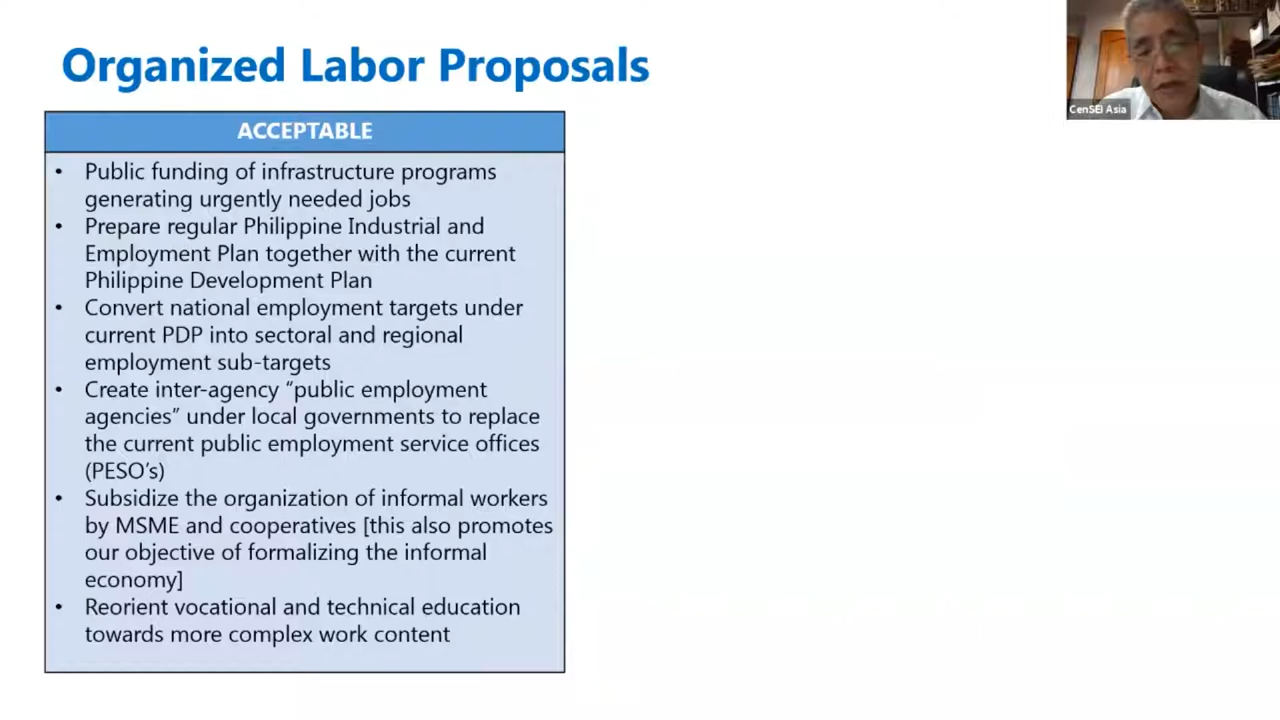 Organized Labor Proposals
CenSEI Asia
ACCEPTABLE
• Public funding of infrastructure programs
generating urgently needed jobs
• Prepare regular Philippine Industrial and
Employment Plan together with the current
Philippine Development Plan
• Convert national employment targets under
current PDP into sectoral and regional
employment sub-targets
• Create inter-agency “public employment
agencies” under local governments to replace
the current public employment service offices
(PESO’s)
• Subsidize the organization of informal workers
by MSME and cooperatives [this also promotes
our objective of formalizing the informal
economy]
• Reorient vocational and technical education
towards more complex work content